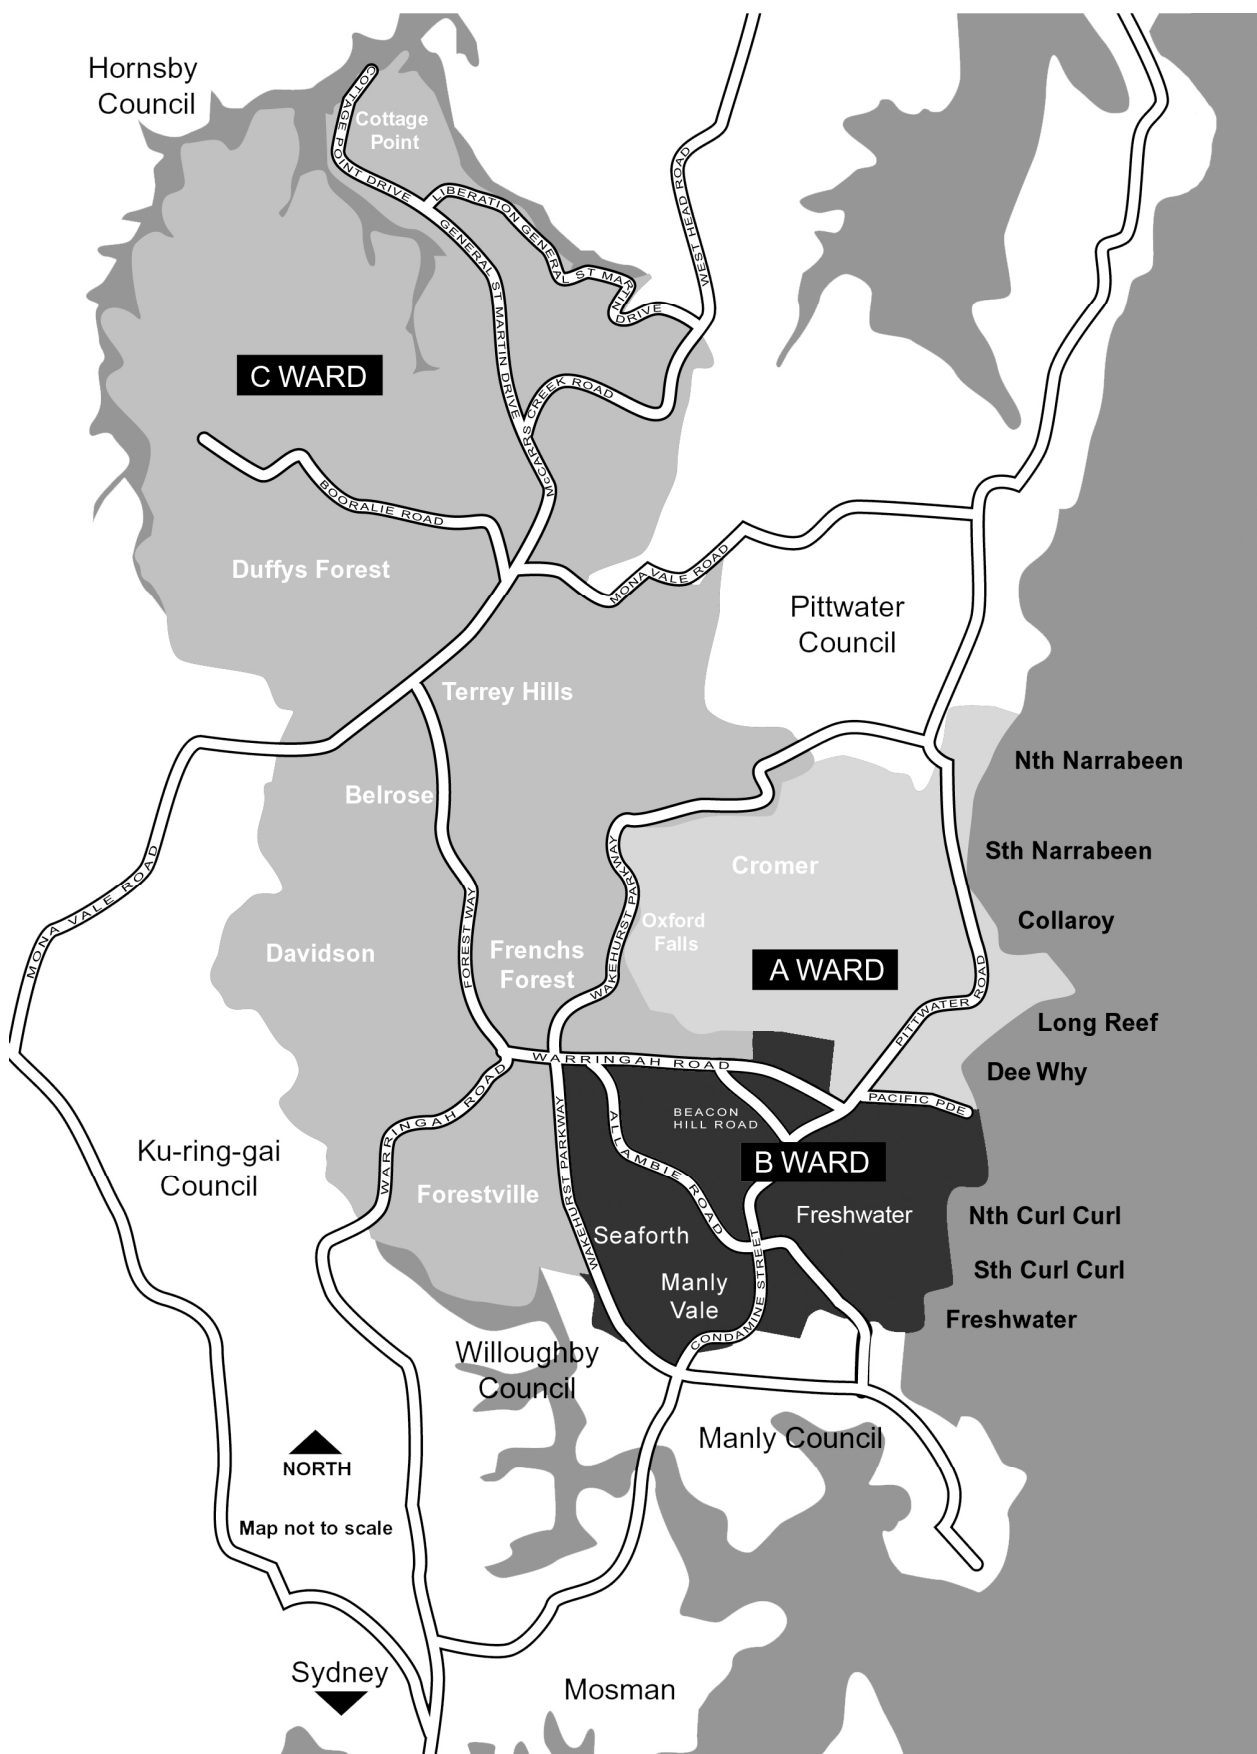 Hornsby
Council
COTTAGE POINT DRIVE
Cottage
Point
LIBERATION GENERAL ST MARTIN DRIVE
GENERAL ST MARTIN DRIVE
WEST HEAD ROAD
C WARD
McCARRS CREEK ROAD
BOORALIE ROAD
Duffys Forest
MONA VALE ROAD
Pittwater
Council
Terrey Hills
Nth Narrabeen
Belrose
Sth Narrabeen
WAKEHURST PARKWAY
Cromer
MONA VALE ROAD
FOREST WAY
Oxford
Falls
Collaroy
Davidson
Frenchs
Forest
A WARD
PITTWATER ROAD
Long Reef
WARRINGAH ROAD
Dee Why
WARRINGAH ROAD
PACIFIC PDE
BEACON
HILL ROAD
WAKEHURST PARKWAY
ALLAMBIE ROAD
Ku-ring-gai
Council
B WARD
Forestville
Freshwater
Nth Curl Curl
Seaforth
CONDAMINE STREET
Sth Curl Curl
Manly
Vale
Freshwater
Willoughby
Council
Manly Council
NORTH
Map not to scale
Sydney
Mosman